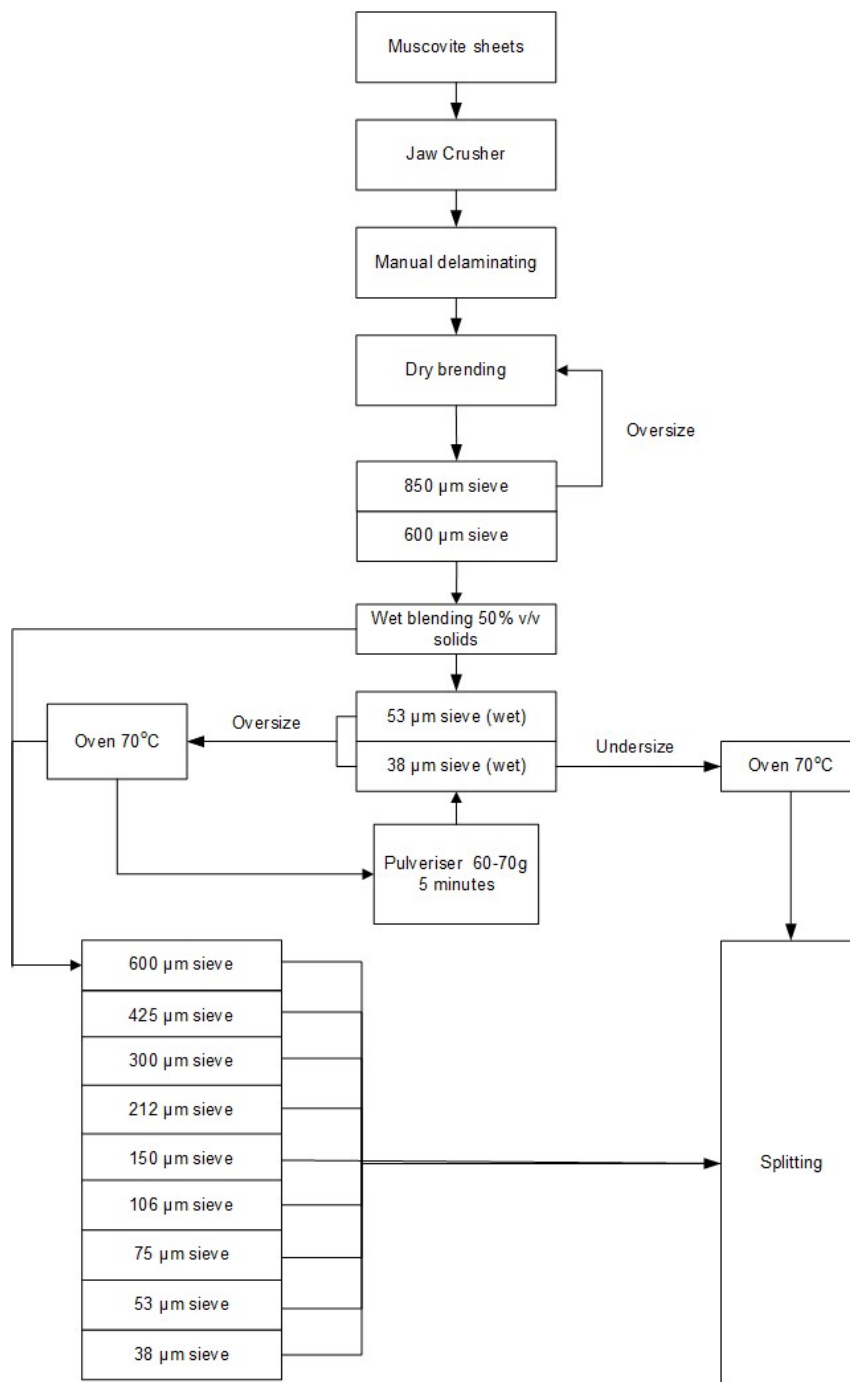 Muscovite sheets
Jaw Crusher
Manual delaminating
Dry brending
Oversize
850 µm sieve
600 µm sieve
Wet blending 50% v/v
solids
53 µm sieve (wet)
38 µm sieve (wet)
Oversize
Oven 70°C
Undersize
Oven 70°C
Pulveriser 60-70g
5 minutes
600 µm sieve
425 µm sieve
300 µm sieve
212 µm sieve
150 µm sieve
106 µm sieve
75 µm sieve
53 µm sieve
38 µm sieve
Splitting